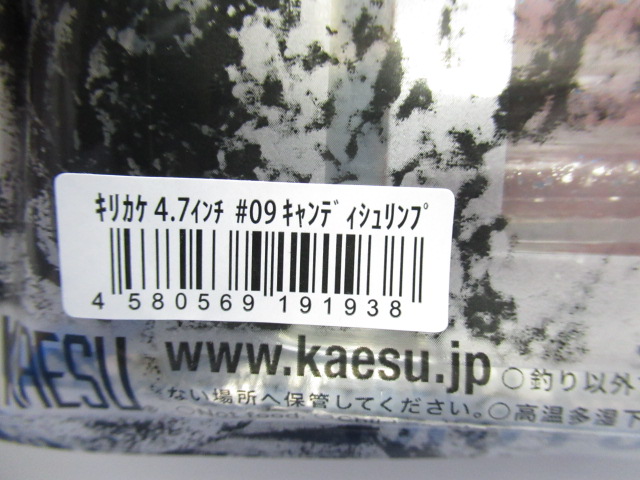 ｷﾘｶｹ 4.7ｲﾝﾁ #09 ｷｬﾝﾃﾞｨｼｭﾘﾝﾌﾟ
4 580569 191938
KAESU www.kaesu.jp ○釣り以外
ない場所へ保管してください。○高温多湿下